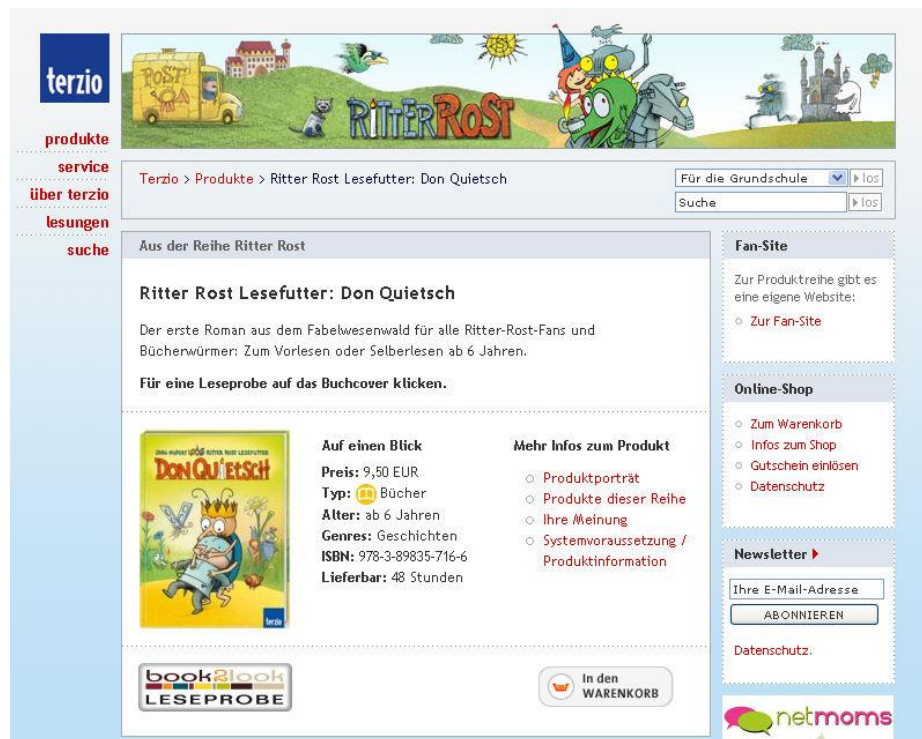 terzio
POST
RITTER ROST
produkte
service
über terzio
lesungen
suche
Terzio > Produkte > Ritter Rost Lesefutter: Don Quietsch
Für die Grundschule
los
Suche
los
Aus der Reihe Ritter Rost
Ritter Rost Lesefutter: Don Quietsch
Der erste Roman aus dem Fabelwesenwald für alle Ritter-Rost-Fans und
Bücherwürmer: Zum Vorlesen oder Selberlesen ab 6 Jahren.
Für eine Leseprobe auf das Buchcover klicken.
DON QUIETSCH
terzio
Auf einen Blick
Preis: 9,50 EUR
Typ: Bücher
Alter: ab 6 Jahren
Genres: Geschichten
ISBN: 978-3-89835-716-6
Lieferbar: 48 Stunden
Mehr Infos zum Produkt
Produktporträt
Produkte dieser Reihe
Ihre Meinung
Systemvoraussetzung /
Produktinformation
book2look
LESEPROBE
In den
WARENKORB
Fan-Site
Zur Produktreihe gibt es
eine eigene Website:
Zur Fan-Site
Online-Shop
Zum Warenkorb
Infos zum Shop
Gutschein einlösen
Datenschutz
Newsletter
Ihre E-Mail-Adresse
ABONNIEREN
Datenschutz.
netmoms